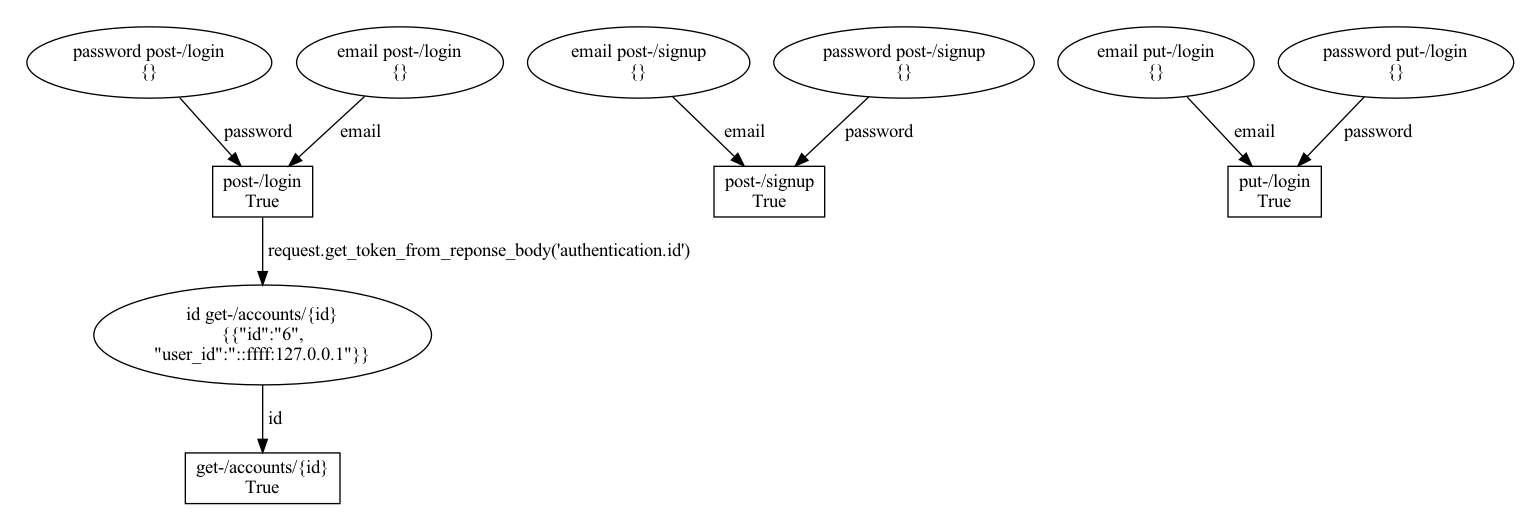 password post-/login
{}
email post-/login
{}
email post-/signup
{}
password post-/signup
{}
email put-/login
{}
password put-/login
{}
password
email
email
password
email
password
post-/login
True
post-/signup
True
put-/login
True
request.get_token_from_reponse_body('authentication.id')
id get-/accounts/{id}
{{"id":"6",
"user_id":"::ffff:127.0.0.1"}}
id
get-/accounts/{id}
True